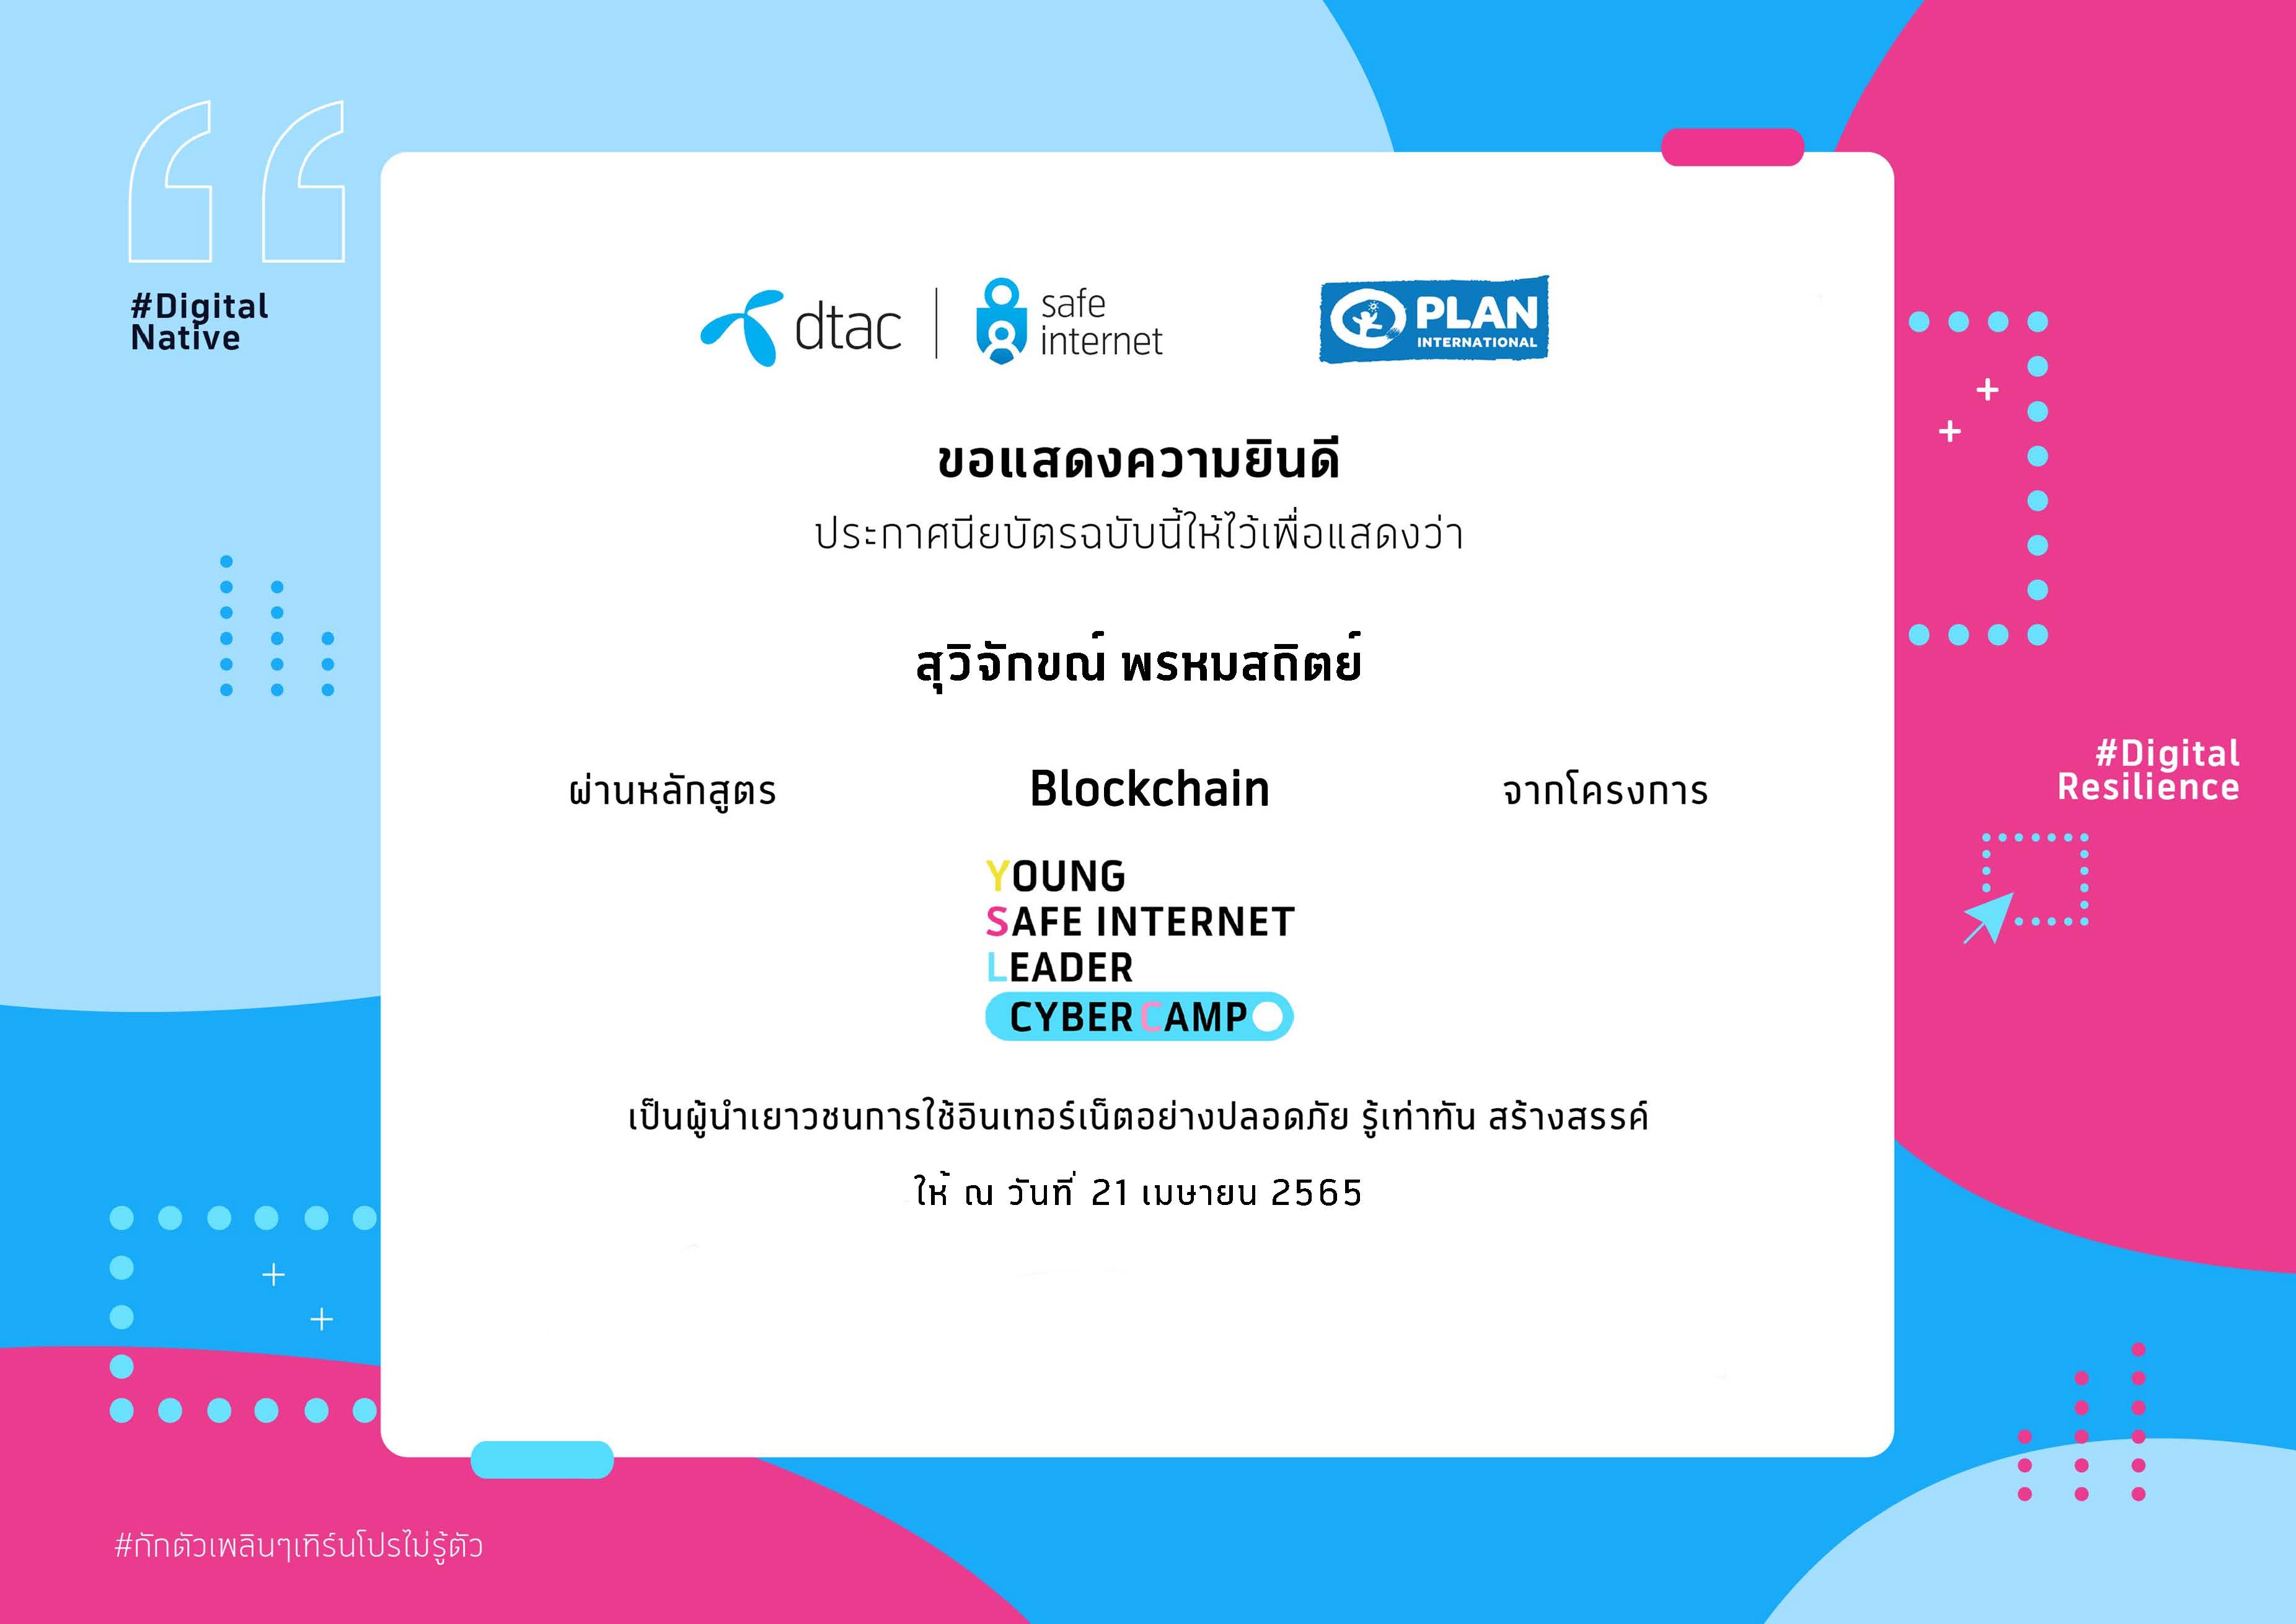 #Digital
Native
dtac
safe
internet
PLAN
INTERNATIONAL
ขอแสดงความยินดี
ประกาศนียบัตรฉบับนี้ให้ไว้เพื่อแสดงว่า
สุวิจักขณ์ พรหมสถิตย์
ผ่านหลักสูตร Blockchain จากโครงการ
#Digital
Resilience
YOUNG
SAFE INTERNET
LEADER
CYBER CAMP
เป็นผู้นำเยาวชนการใช้อินเทอร์เน็ตอย่างปลอดภัย รู้เท่าทัน สร้างสรรค์
ให้ ณ วันที่ 21 เมษายน 2565
#กักตัวเพลินๆเทิร์นโปรไม่รู้ตัว